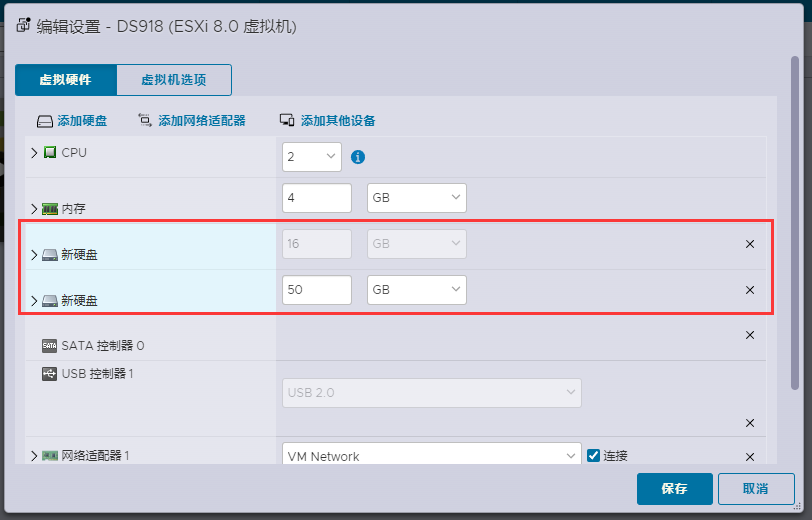 编辑设置 - DS918 (ESXi 8.0 虚拟机)
虚拟硬件 虚拟机选项
添加硬盘 添加网络适配器 添加其他设备
CPU 2
内存 4 GB
新硬盘 16 GB
新硬盘 50 GB
SATA SATA 控制器 0
USB 控制器 1
USB 2.0
网络适配器 1 VM Network 连接
保存 取消